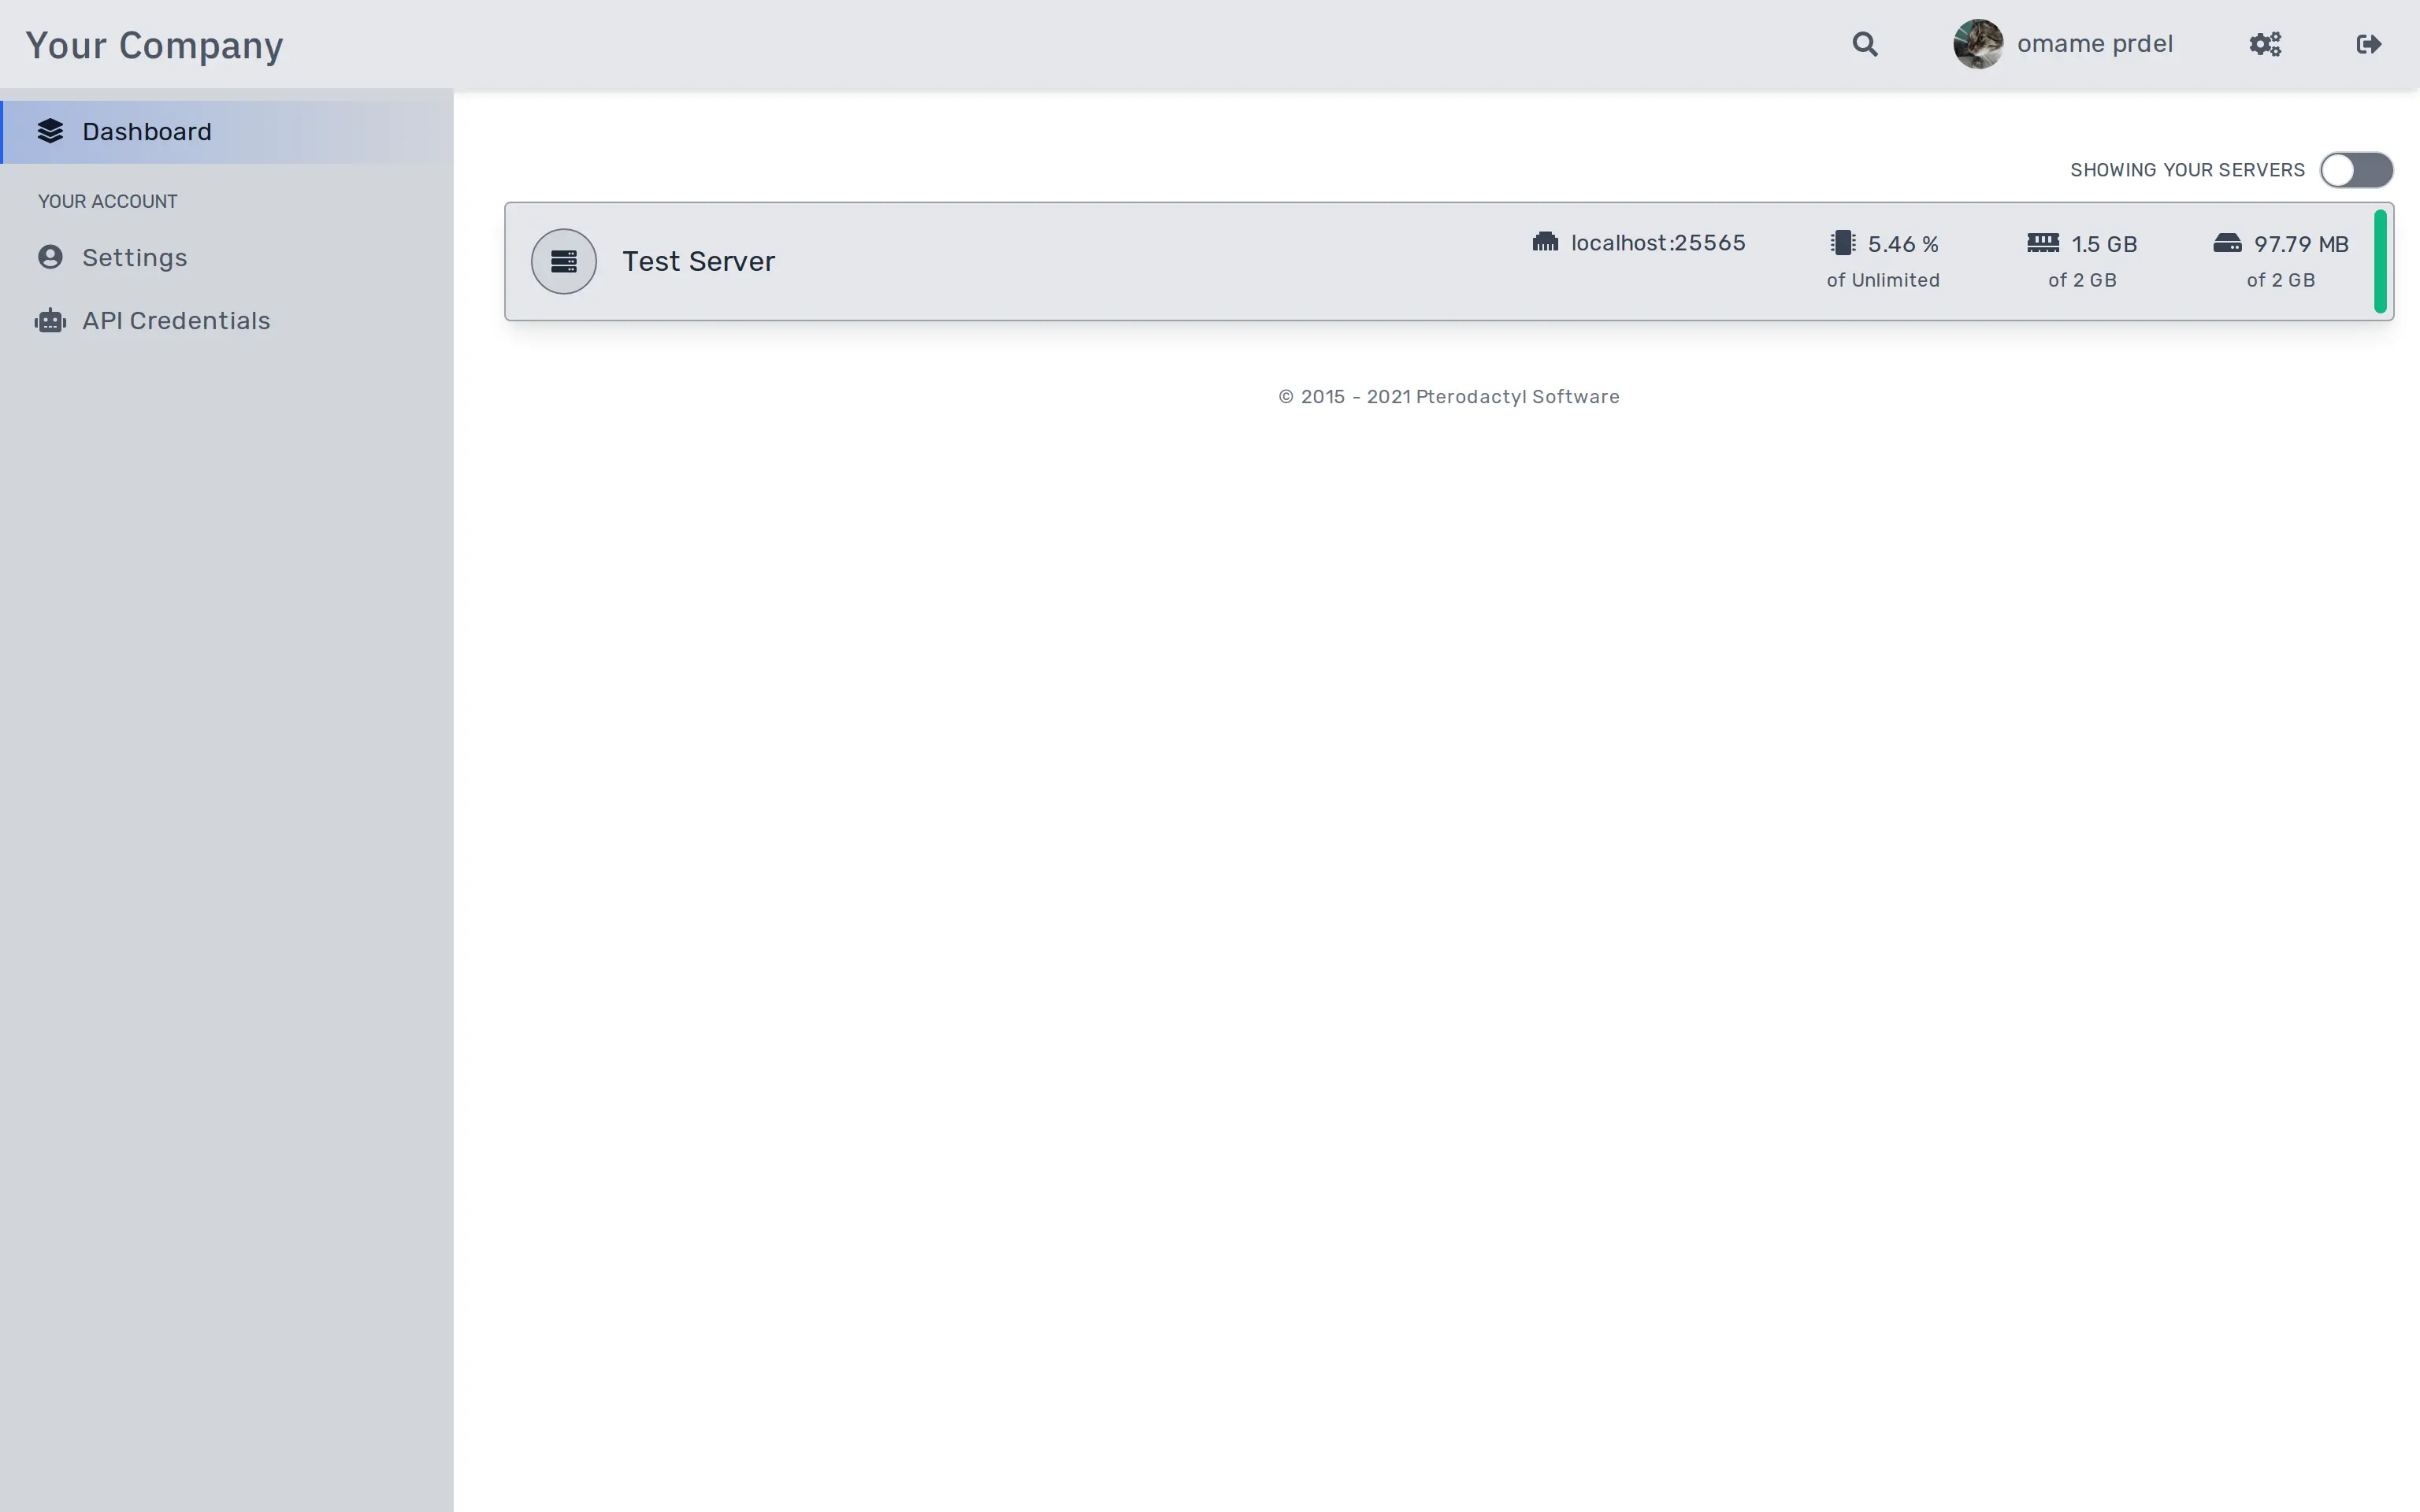 Your Company
omame prdel
Dashboard
YOUR ACCOUNT
Settings
API Credentials
SHOWING YOUR SERVERS
Test Server
localhost:25565
5.46 %
of Unlimited
1.5 GB
of 2 GB
97.79 MB
of 2 GB
© 2015 - 2021 Pterodactyl Software